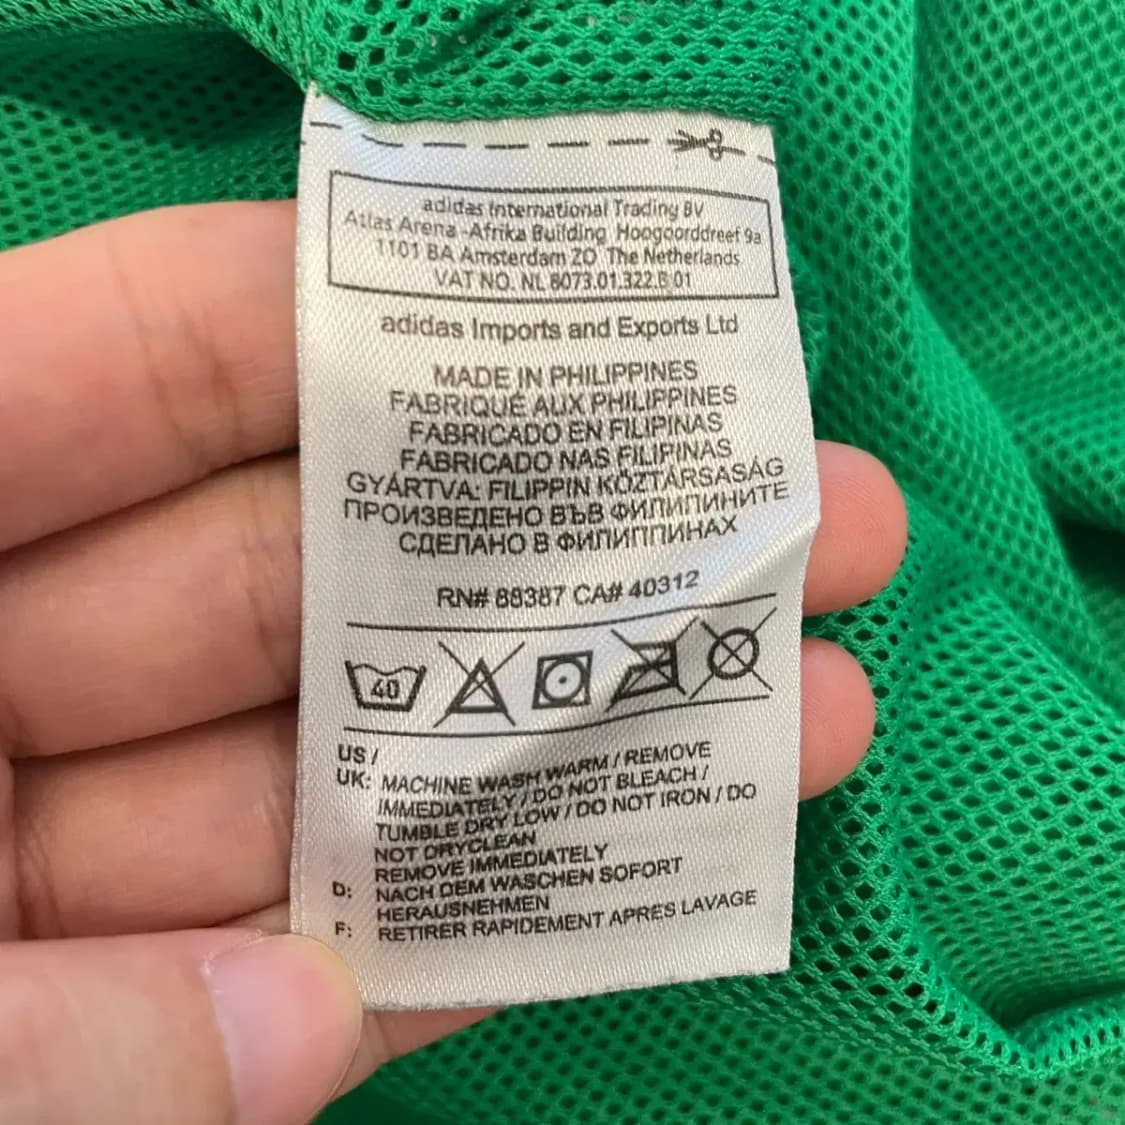 adidas International Trading BV
Atlas Arena -Afrika Building Hoogoorddreef 9a
1101 BA Amsterdam ZO The Netherlands
VAT NO. NL 8073.01.322.B.01
adidas Imports and Exports Ltd
MADE IN PHILIPPINES
FABRIQUÉ AUX PHILIPPINES
FABRICADO EN FILIPINAS
FABRICADO NAS FILIPINAS
GYÁRTVA: FILIPPIN KÖZTÁRSASÁG
ПРОИЗВЕДЕНО ВЪВ ФИЛИПИНИТЕ
СДЕЛАНО В ФИЛИППИНАХ
RN# 88387 CA# 40312
40
US /
UK: MACHINE WASH WARM / REMOVE
IMMEDIATELY / DO NOT BLEACH /
TUMBLE DRY LOW / DO NOT IRON / DO
NOT DRYCLEAN
REMOVE IMMEDIATELY
D: NACH DEM WASCHEN SOFORT
HERAUSNEHMEN
F: RETIRER RAPIDEMENT APRES LAVAGE